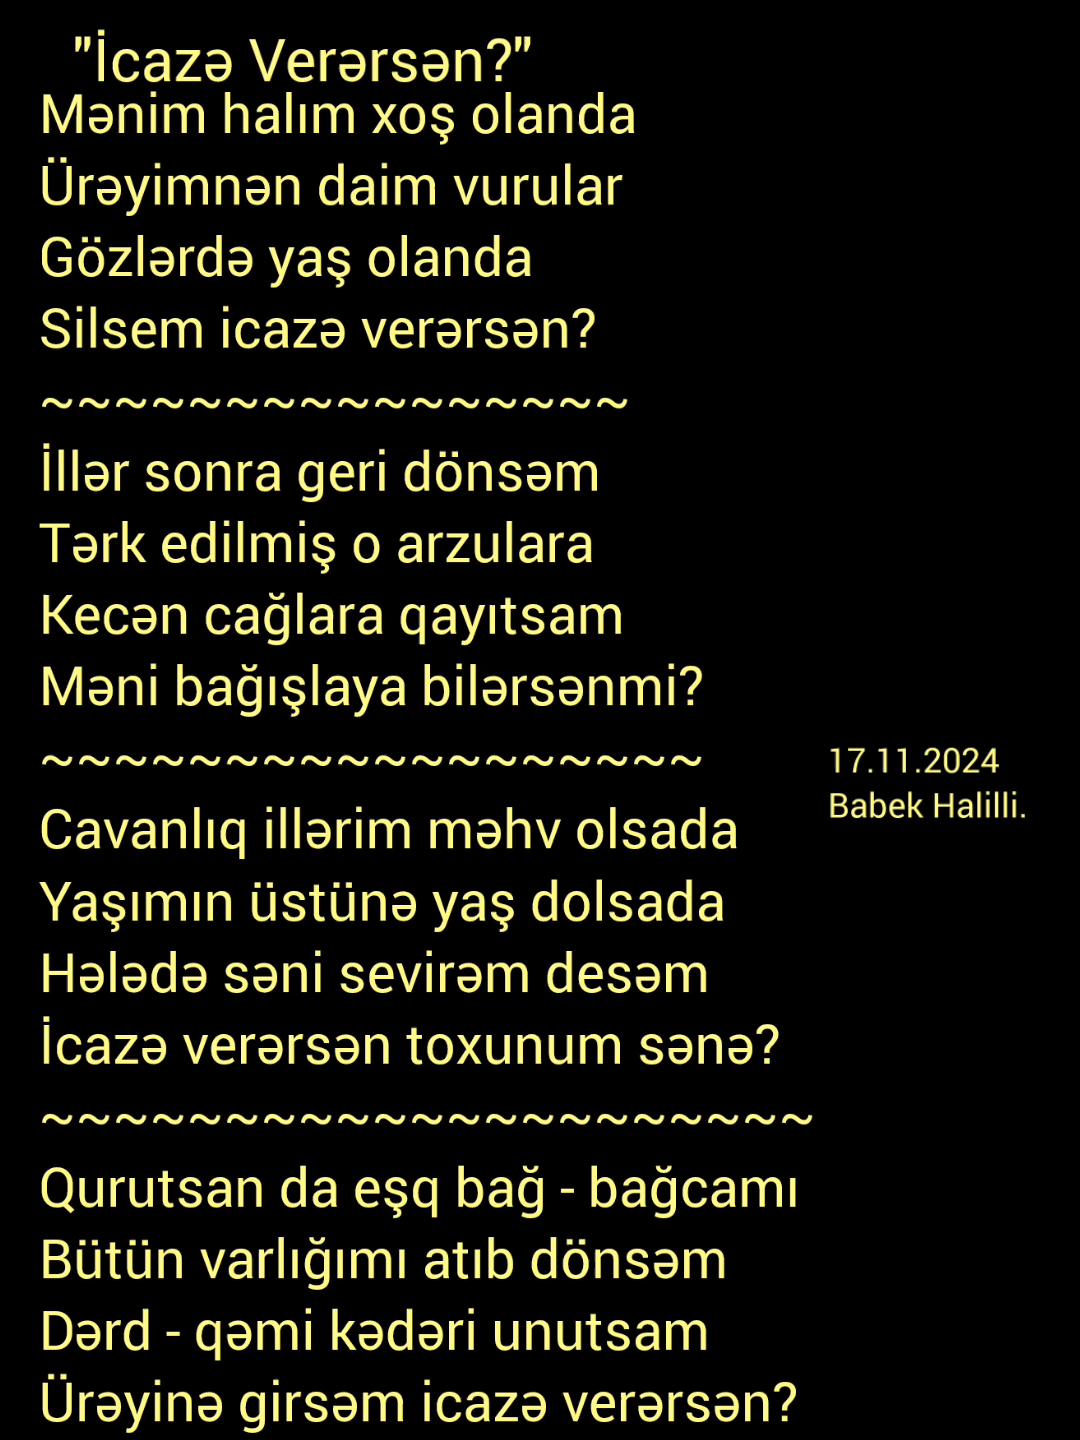 "İcazə Verərsən?"
Mənim halım xoş olanda
Ürəyimnən daim vurular
Gözlərdə yaş olanda
Silsem icazə verərsən?
~~~~~~~~~~~~~~~~
İllər sonra geri dönsəm
Tərk edilmiş o arzulara
Kecən cağlara qayıtsam
Məni bağışlaya bilərsənmi?
~~~~~~~~~~~~~~~~~~
Cavanlıq illərim məhv olsada
Yaşımın üstünə yaş dolsada
Hələdə səni sevirəm desəm
İcazə verərsən toxunum sənə?
~~~~~~~~~~~~~~~~~~~~~
Qurutsan da eşq bağ - bağcamı
Bütün varlığımı atıb dönsəm
Dərd - qəmi kədəri unutsam
Ürəyinə girsəm icazə verərsən?
17.11.2024
Babek Halilli.